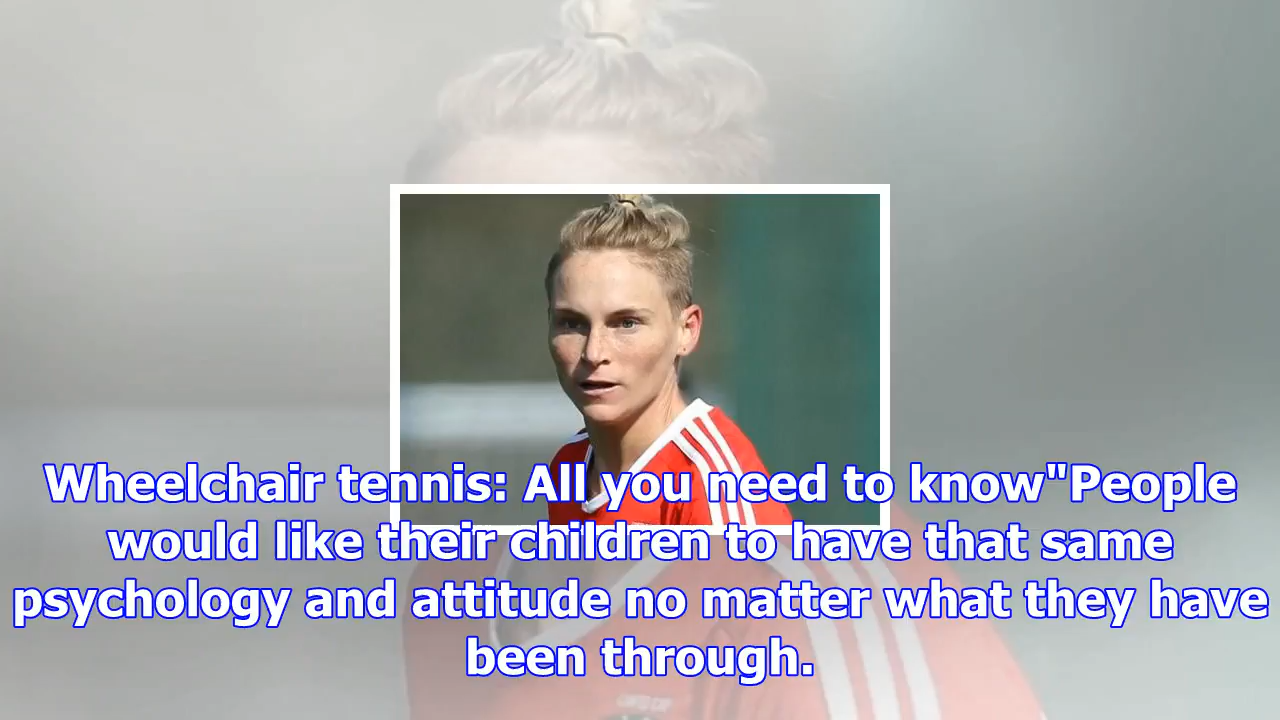 Wheelchair tennis: All you need to know"People
would like their children to have that same
psychology and attitude no matter what they have
been through.